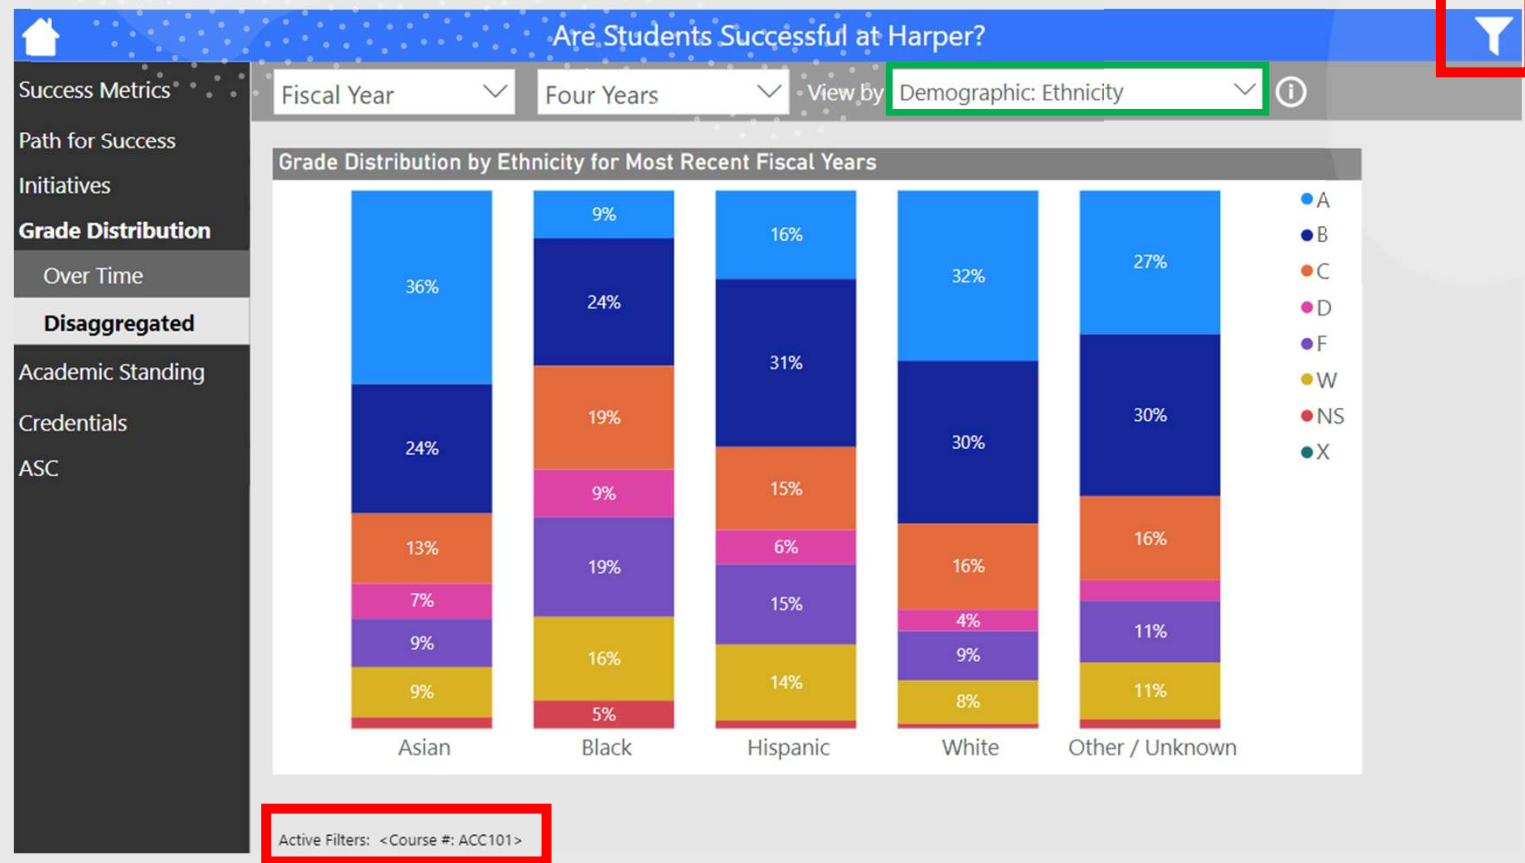 Are Students Successful at Harper?
Success Metrics
Path for Success
Initiatives
Grade Distribution
Over Time
Disaggregated
Academic Standing
Credentials
ASC
Fiscal Year
Four Years
View by
Demographic: Ethnicity
Grade Distribution by Ethnicity for Most Recent Fiscal Years
36%
24%
13%
7%
9%
9%
Asian
9%
24%
19%
9%
19%
16%
5%
Black
16%
31%
15%
6%
15%
14%
Hispanic
32%
30%
16%
4%
9%
8%
White
27%
30%
16%
11%
11%
Other / Unknown
A
B
C
D
F
W
NS
X
Active Filters: <Course #: ACC101>